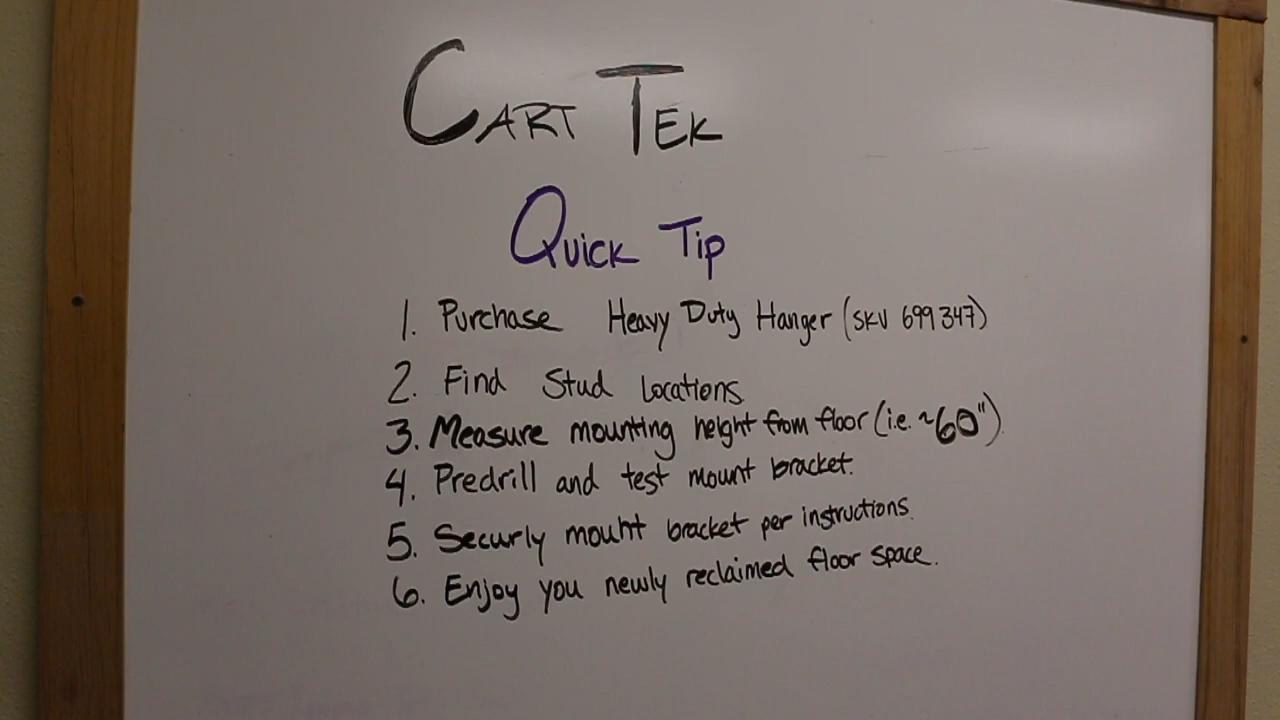 CART TEK
Quick Tip
1. Purchase Heavy Duty Hanger (SKU 699347)
2. Find Stud Locations
3. Measure mounting height from floor (i.e. ~60").
4. Predrill and test mount bracket.
5. Securly mount bracket per instructions.
6. Enjoy you newly reclaimed floor space.